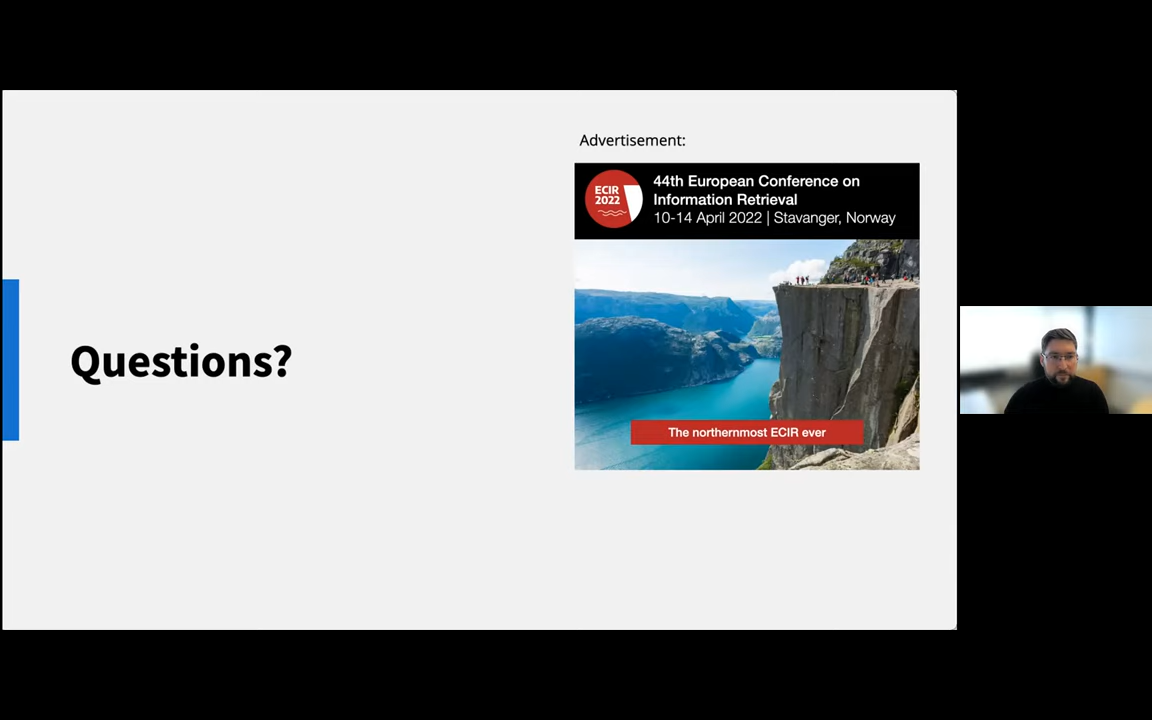 Advertisement:
ECIR
2022
44th European Conference on
Information Retrieval
10-14 April 2022 | Stavanger, Norway
Questions?
The northernmost ECIR ever